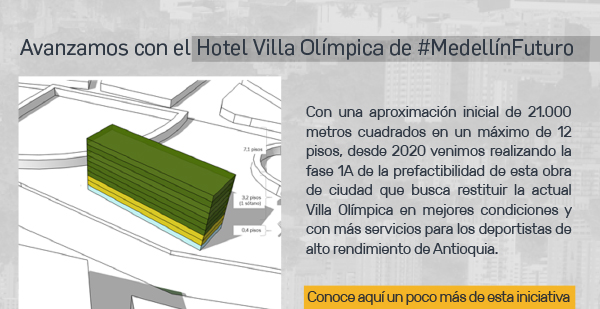 Avanzamos con el Hotel Villa Olímpica de #MedellínFuturo
7,1 pisos
3,2 pisos
(1 sótano)
0,4 pisos
Con una aproximación inicial de 21.000
metros cuadrados en un máximo de 12
pisos, desde 2020 venimos realizando la
fase 1A de la prefactibilidad de esta obra
de ciudad que busca restituir la actual
Villa Olímpica en mejores condiciones y
con más servicios para los deportistas de
alto rendimiento de Antioquia.
Conoce aquí un poco más de esta iniciativa